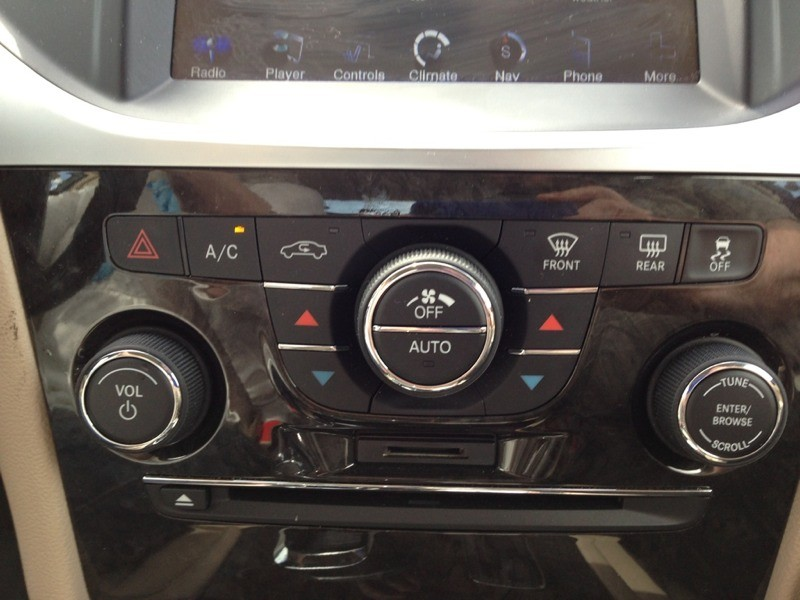 Radio Player Controls Climate S Nav Phone More
A/C
FRONT
REAR
OFF
OFF
AUTO
VOL
TUNE
ENTER/
BROWSE
SCROLL